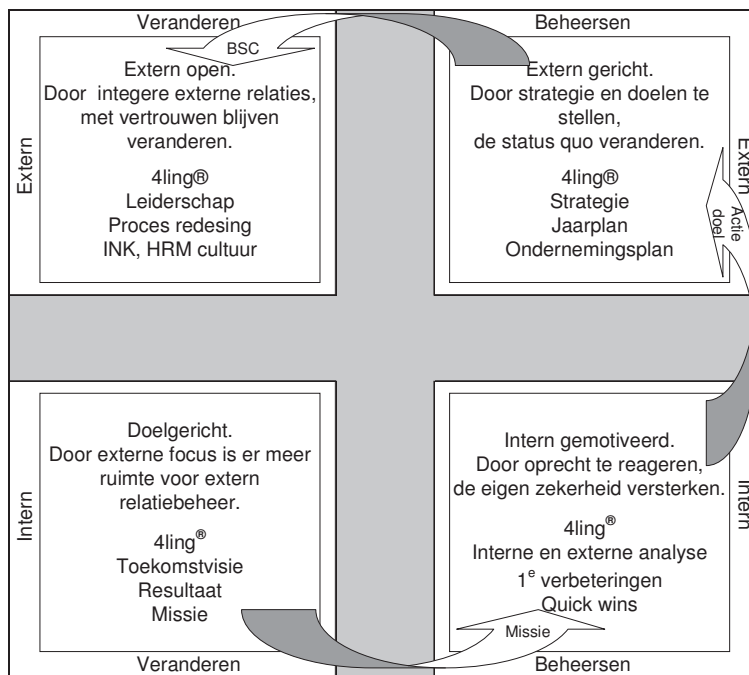 Veranderen
Beheersen
BSC
Extern
Extern open.
Door integere externe relaties,
met vertrouwen blijven
veranderen.
4ling®
Leiderschap
Proces redesing
INK, HRM cultuur
Extern gericht.
Door strategie en doelen te
stellen,
de status quo veranderen.
4ling®
Strategie
Jaarplan
Ondernemingsplan
Extern
Actie
doel
Intern
Doelgericht.
Door externe focus is er meer
ruimte voor extern
relatiebeheer.
4ling®
Toekomstvisie
Resultaat
Missie
Intern gemotiveerd.
Door oprecht te reageren,
de eigen zekerheid versterken.
4ling®
Interne en externe analyse
1e verbeteringen
Quick wins
Intern
Missie
Veranderen
Beheersen